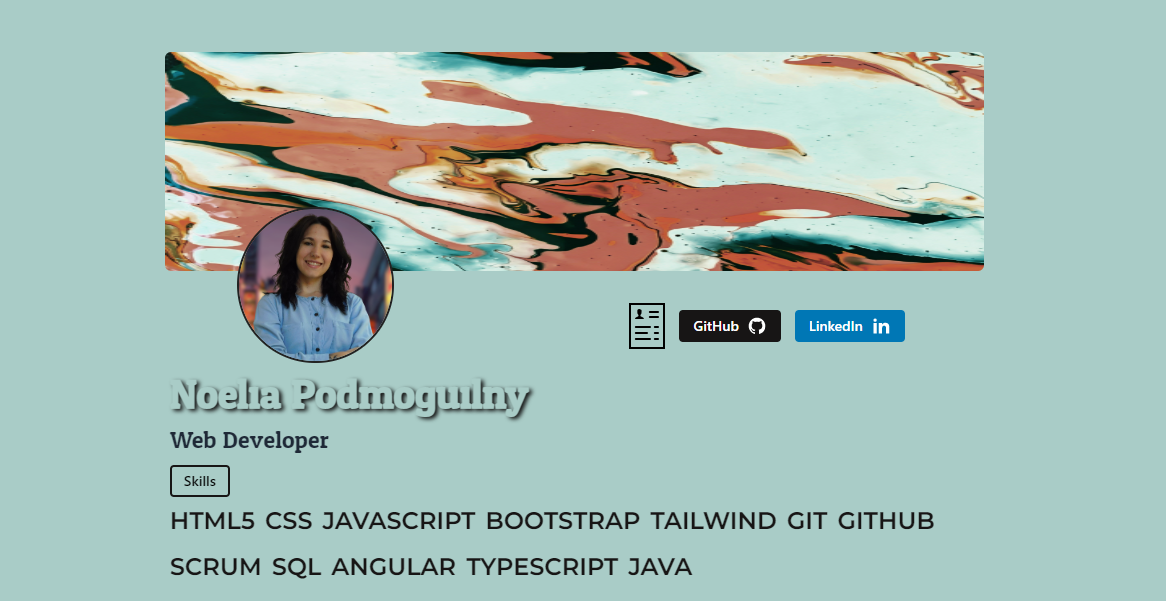 GitHub LinkedIn
Noelia Podmoguilny
Web Developer
Skills
HTML5 CSS JAVASCRIPT BOOTSTRAP TAILWIND GIT GITHUB
SCRUM SQL ANGULAR TYPESCRIPT JAVA